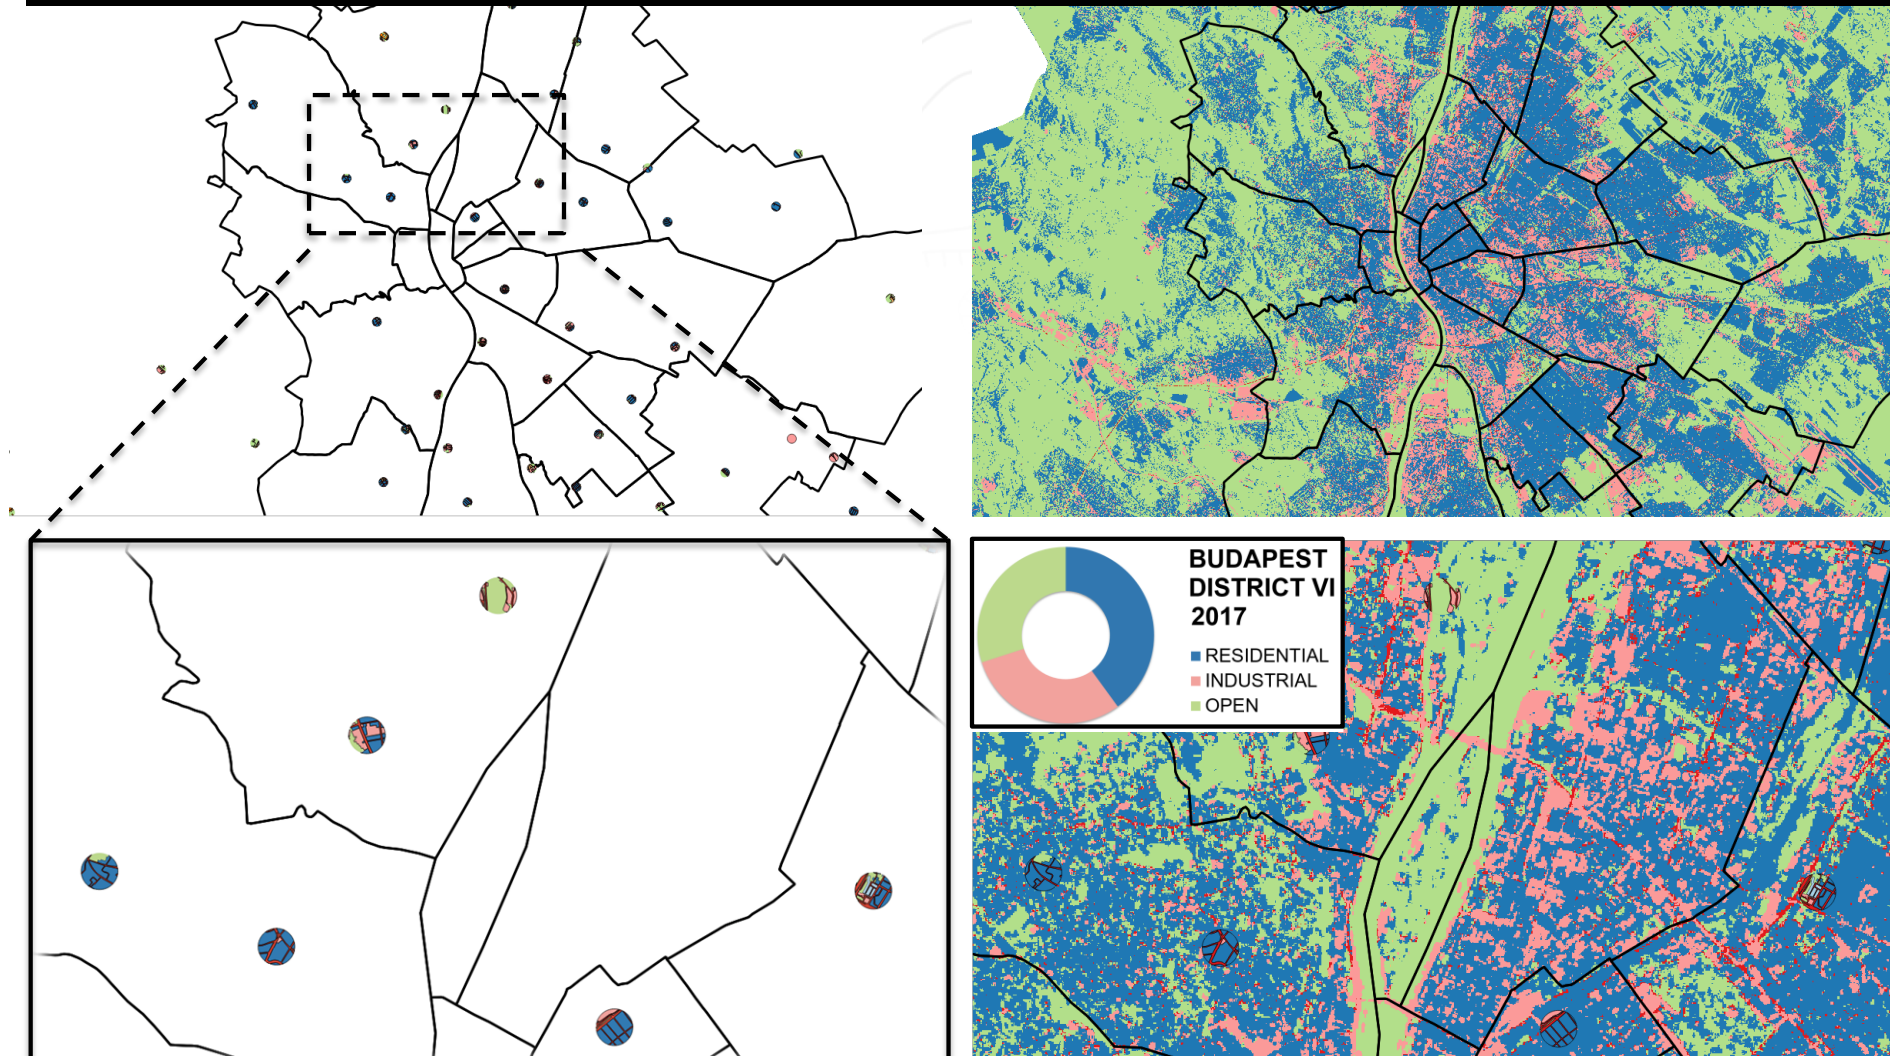 BUDAPEST
DISTRICT VI
2017
RESIDENTIAL
INDUSTRIAL
OPEN